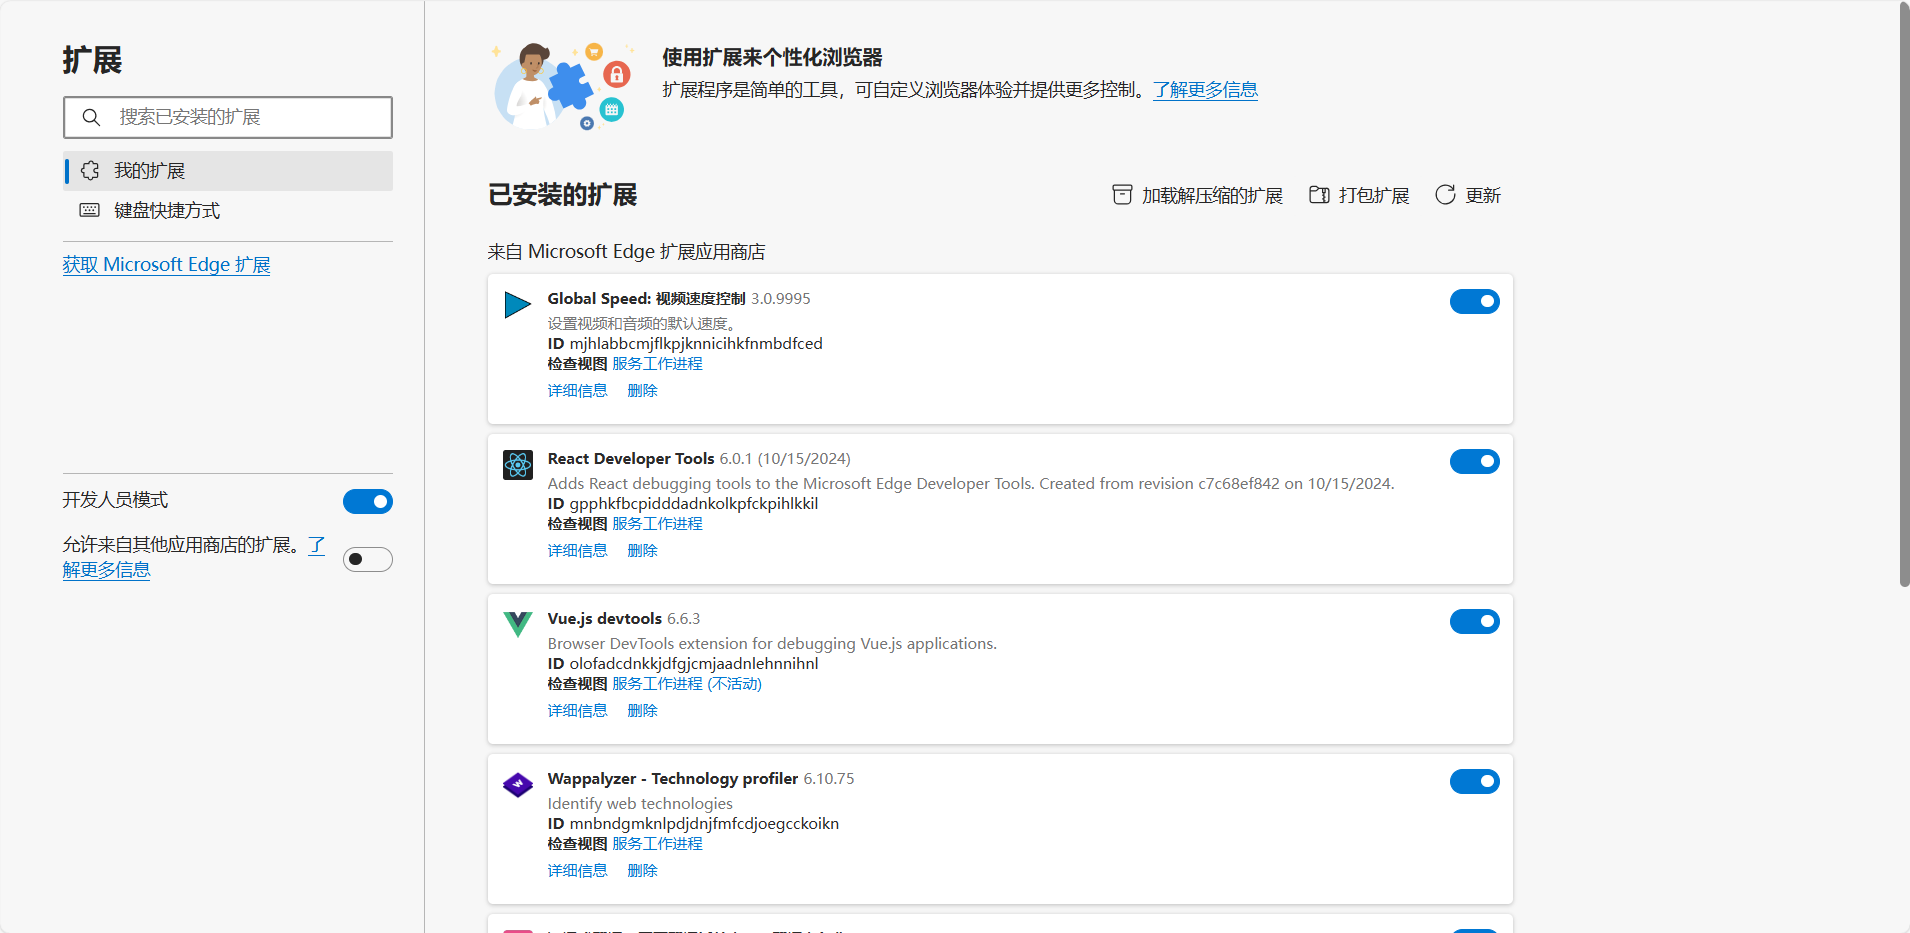 扩展
搜索已安装的扩展
我的扩展
键盘快捷方式
获取 Microsoft Edge 扩展
开发人员模式
允许来自其他应用商店的扩展。了
解更多信息
使用扩展来个性化浏览器
扩展程序是简单的工具，可自定义浏览器体验并提供更多控制。了解更多信息
已安装的扩展
加载解压缩的扩展 打包扩展 更新
来自 Microsoft Edge 扩展应用商店
Global Speed: 视频速度控制 3.0.9995
设置视频和音频的默认速度。
ID mjhlabbcmjflkpjknnicihkfnmbdfced
检查视图 服务工作进程
详细信息 删除
React Developer Tools 6.0.1 (10/15/2024)
Adds React debugging tools to the Microsoft Edge Developer Tools. Created from revision c7c68ef842 on 10/15/2024.
ID gpphkfbcpidddadnkolkpfckpihlkkil
检查视图 服务工作进程
详细信息 删除
Vue.js devtools 6.6.3
Browser DevTools extension for debugging Vue.js applications.
ID olofadcdnkkjdfgjcmjaadnlehnnihnl
检查视图 服务工作进程 (不活动)
详细信息 删除
Wappalyzer - Technology profiler 6.10.75
Identify web technologies
ID mnbndgmknlpdjdnjfmfcdjoegcckoikn
检查视图 服务工作进程
详细信息 删除